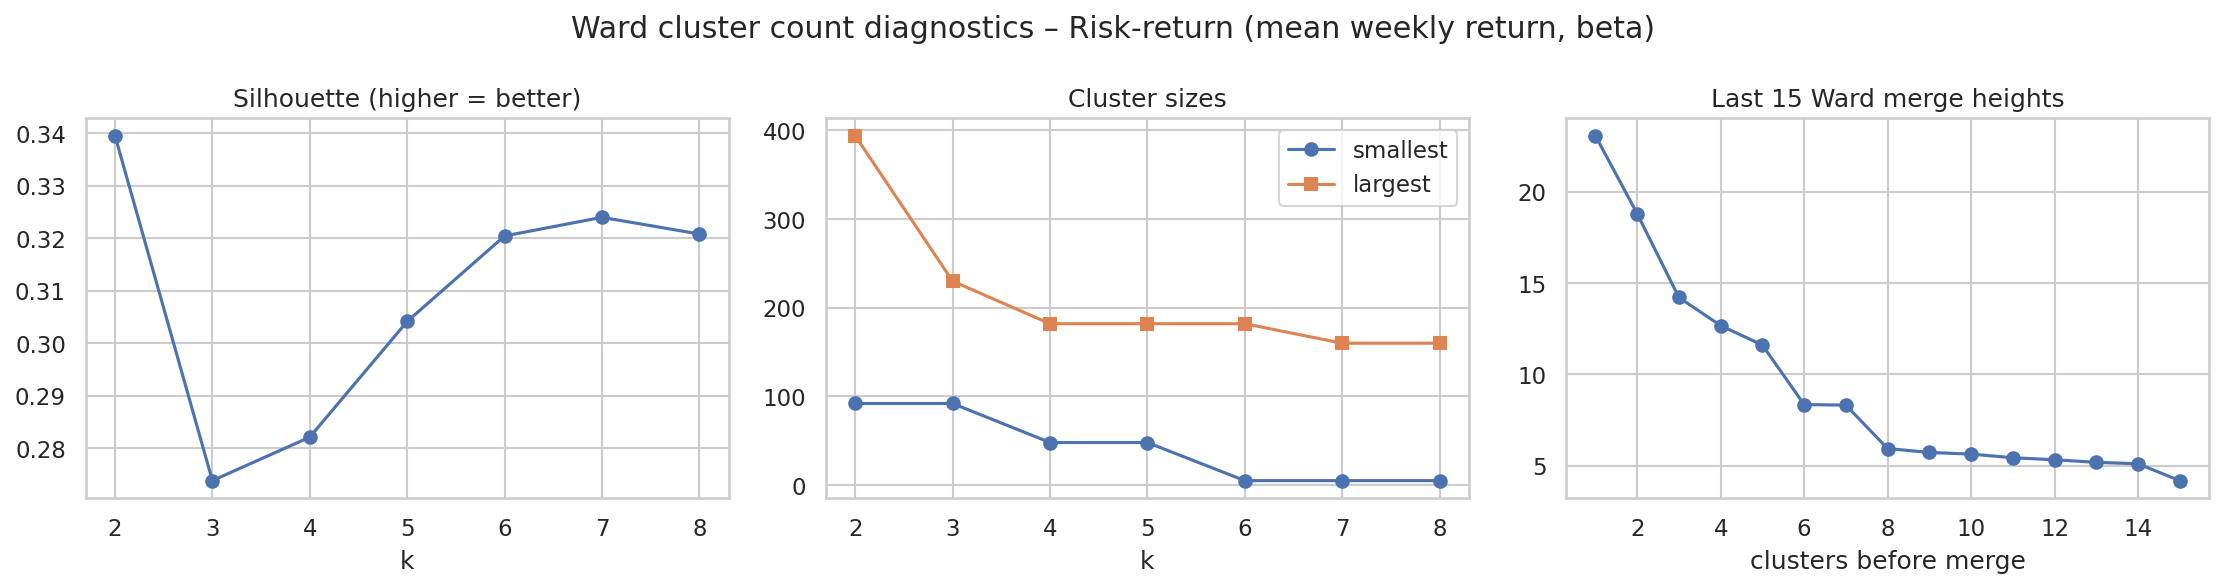 Ward cluster count diagnostics – Risk-return (mean weekly return, beta)
Silhouette (higher = better)
0.34
0.33
0.32
0.31
0.30
0.29
0.28
2 3 4 5 6 7 8
k
Cluster sizes
400
300
200
100
0
smallest
largest
2 3 4 5 6 7 8
k
Last 15 Ward merge heights
20
15
10
5
2 4 6 8 10 12 14
clusters before merge